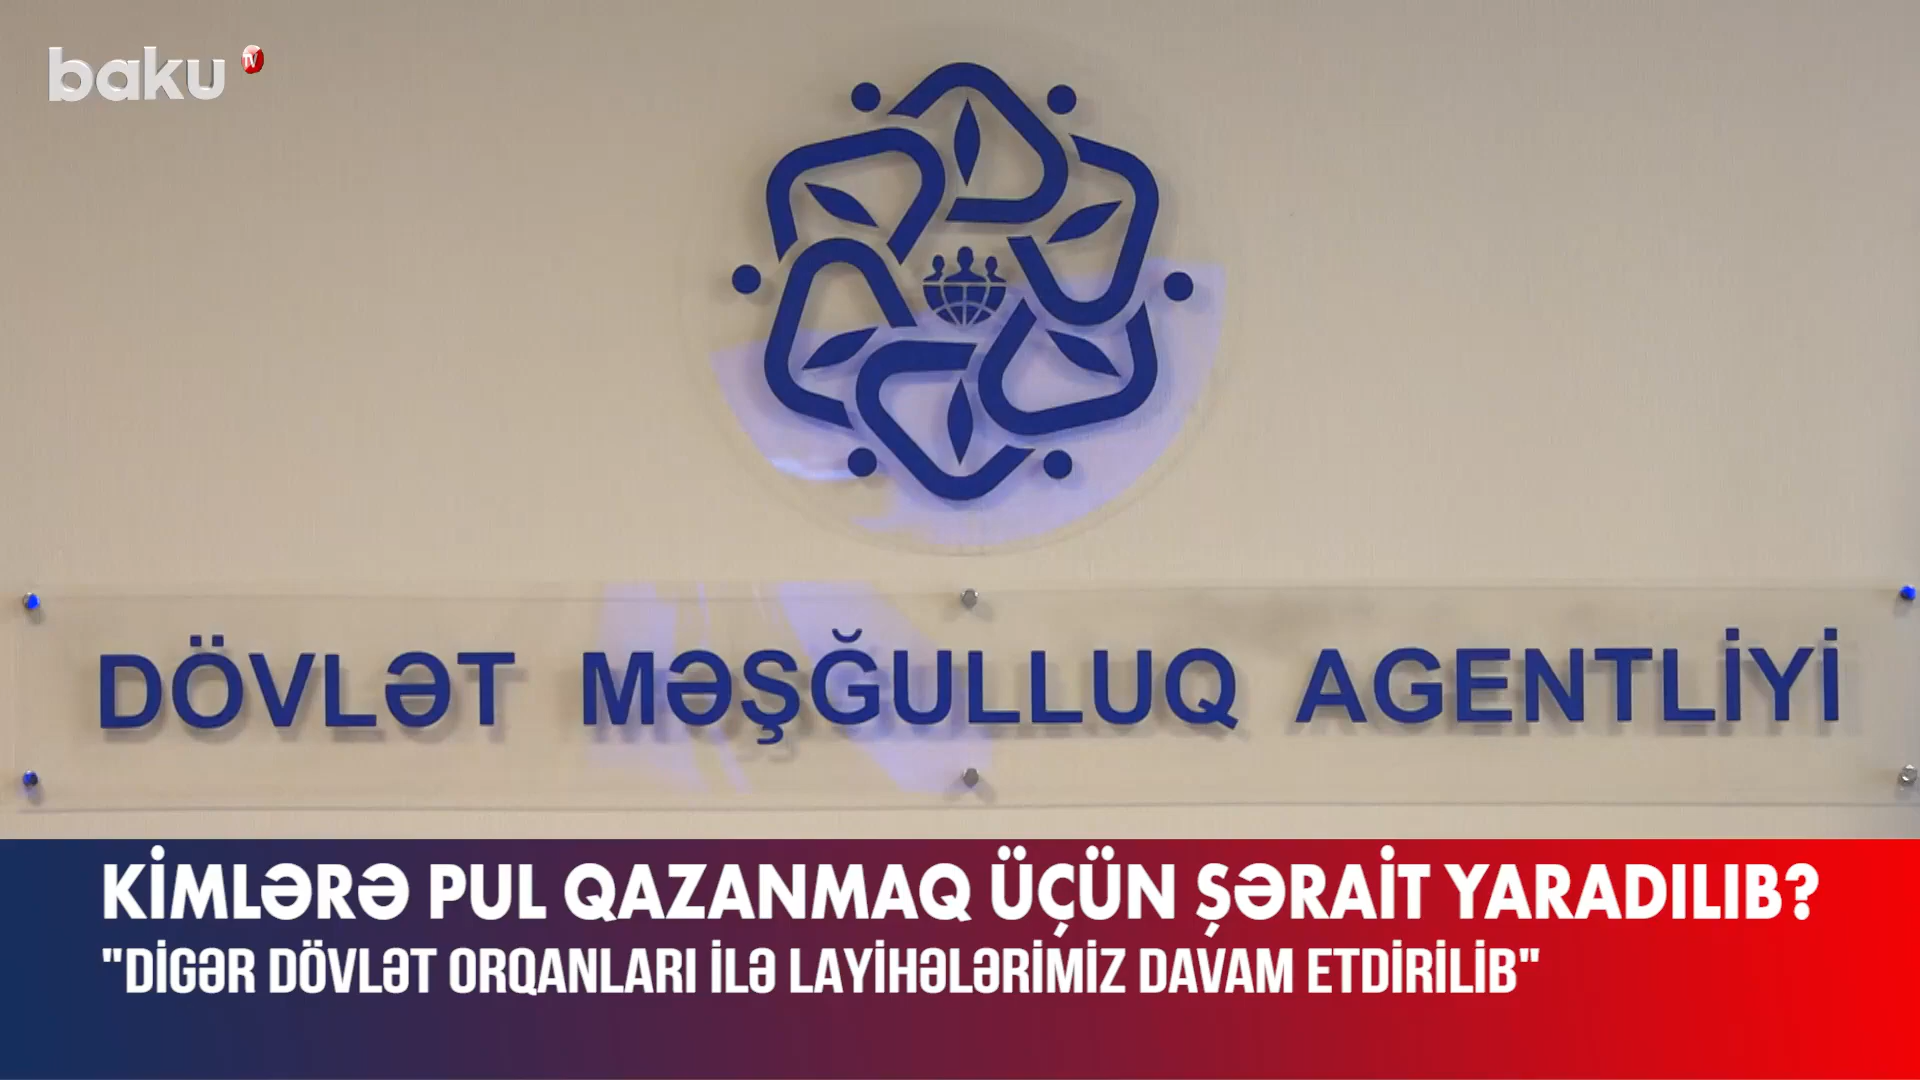 baku TV
DÖVLƏT MƏŞĞULLUQ AGENTLİYİ
KİMLƏRƏ PUL QAZANMAQ ÜÇÜN ŞƏRAİT YARADILIB?
"DİGƏR DÖVLƏT ORQANLARI İLƏ LAYİHƏLƏRİMİZ DAVAM ETDİRİLİB"